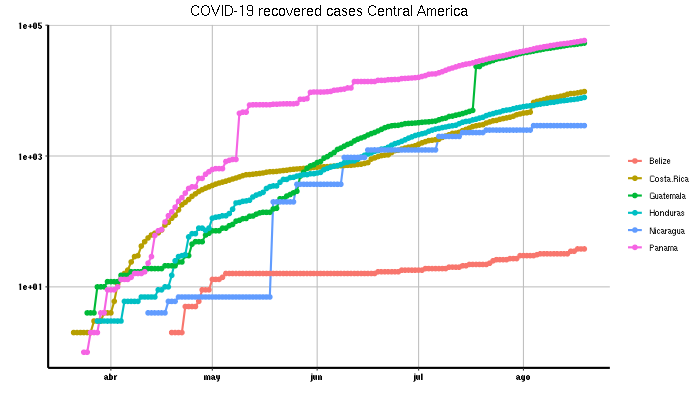 COVID-19 recovered cases Central America
1e+05
1e+03
1e+01
abr may jun jul ago
Belize
Costa.Rica
Guatemala
Honduras
Nicaragua
Panama